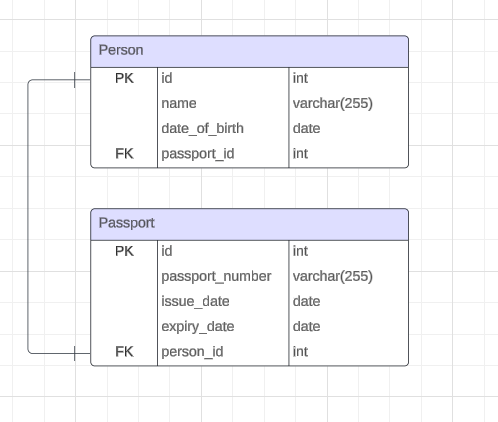 Person
PK id int
name varchar(255)
date_of_birth date
FK passport_id int
Passport
PK id int
passport_number varchar(255)
issue_date date
expiry_date date
FK person_id int